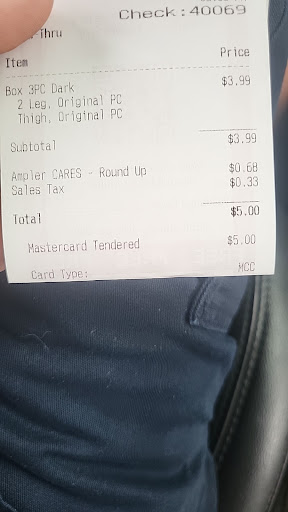 Check:40069
Thru
Item Price
Box 3PC Dark $3.99
2 Leg, Original PC
Thigh, Original PC
Subtotal $3.99
Ampler CARES - Round Up $0.68
Sales Tax $0.33
Total $5.00
Mastercard Tendered $5.00
Card Type: MCC